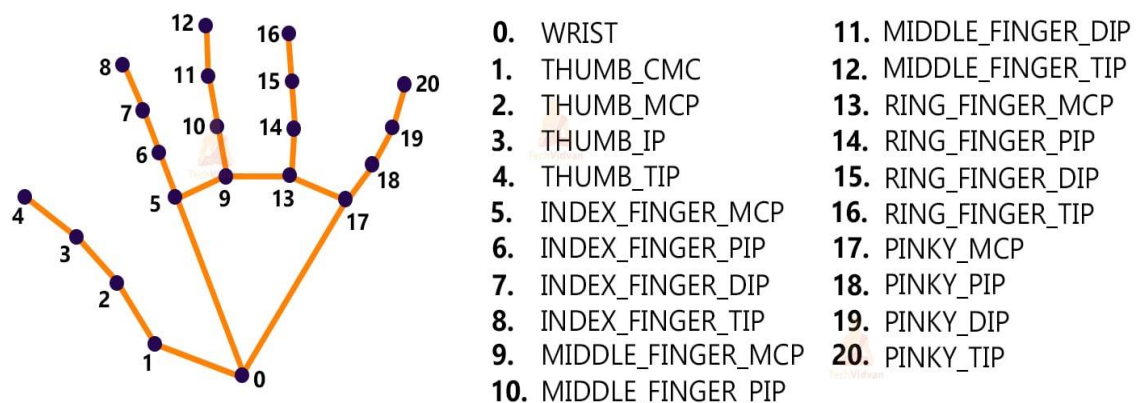 12
16
8
11
15
20
7
10
14
19
6
18
4
5
9
13
17
3
2
1
0
0. WRIST
1. THUMB_CMC
2. THUMB_MCP
3. THUMB_IP
4. THUMB_TIP
5. INDEX_FINGER_MCP
6. INDEX_FINGER_PIP
7. INDEX_FINGER_DIP
8. INDEX_FINGER_TIP
9. MIDDLE_FINGER_MCP
10. MIDDLE_FINGER_PIP
11. MIDDLE_FINGER_DIP
12. MIDDLE_FINGER_TIP
13. RING_FINGER_MCP
14. RING_FINGER_PIP
15. RING_FINGER_DIP
16. RING_FINGER_TIP
17. PINKY_MCP
18. PINKY_PIP
19. PINKY_DIP
20. PINKY_TIP
TechVidvan
TechVidvan
TechVidvan